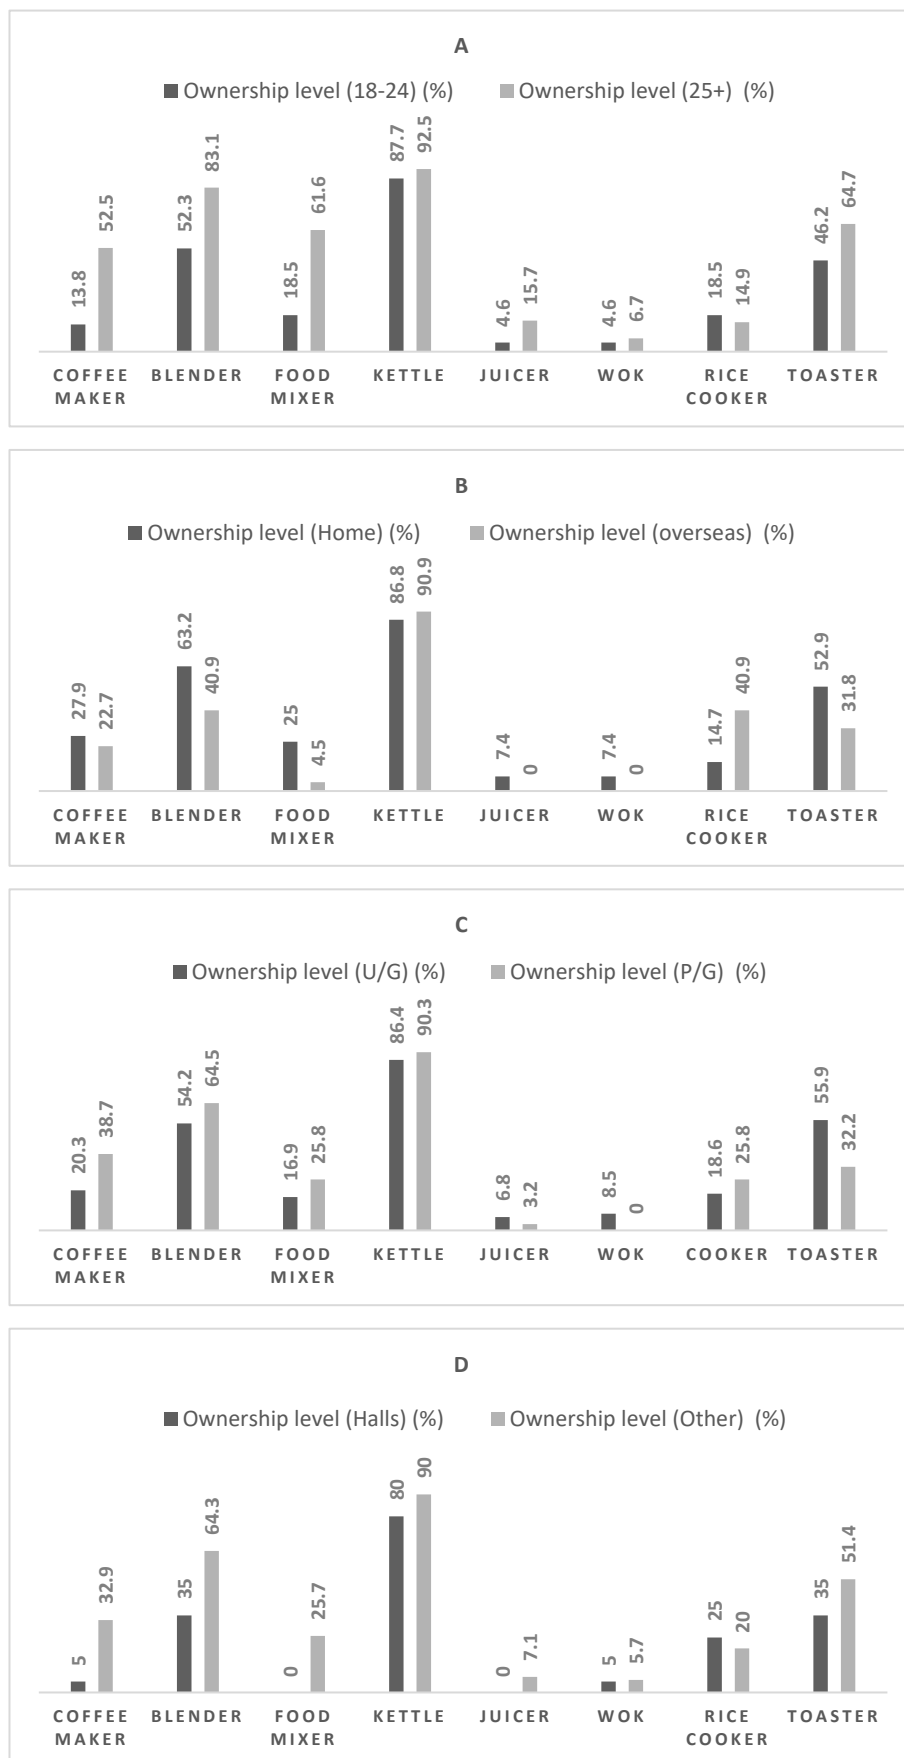 A
Ownership level (18-24) (%) Ownership level (25+) (%)
13.8 52.5 52.3 83.1 18.5 61.6 87.7 92.5 4.6 15.7 4.6 6.7 18.5 14.9 46.2 64.7
COFFEE BLENDER FOOD KETTLE JUICER WOK RICE TOASTER
MAKER MIXER COOKER
B
Ownership level (Home) (%) Ownership level (overseas) (%)
27.9 22.7 63.2 40.9 25 4.5 86.8 90.9 7.4 0 7.4 0 14.7 40.9 52.9 31.8
COFFEE BLENDER FOOD KETTLE JUICER WOK RICE TOASTER
MAKER MIXER COOKER
C
Ownership level (U/G) (%) Ownership level (P/G) (%)
20.3 38.7 54.2 64.5 16.9 25.8 86.4 90.3 6.8 3.2 8.5 0 18.6 25.8 55.9 32.2
COFFEE BLENDER FOOD KETTLE JUICER WOK COOKER TOASTER
MAKER MIXER
D
Ownership level (Halls) (%) Ownership level (Other) (%)
5 32.9 35 64.3 0 25.7 80 90 0 7.1 5 5.7 25 20 35 51.4
COFFEE BLENDER FOOD KETTLE JUICER WOK RICE TOASTER
MAKER MIXER COOKER